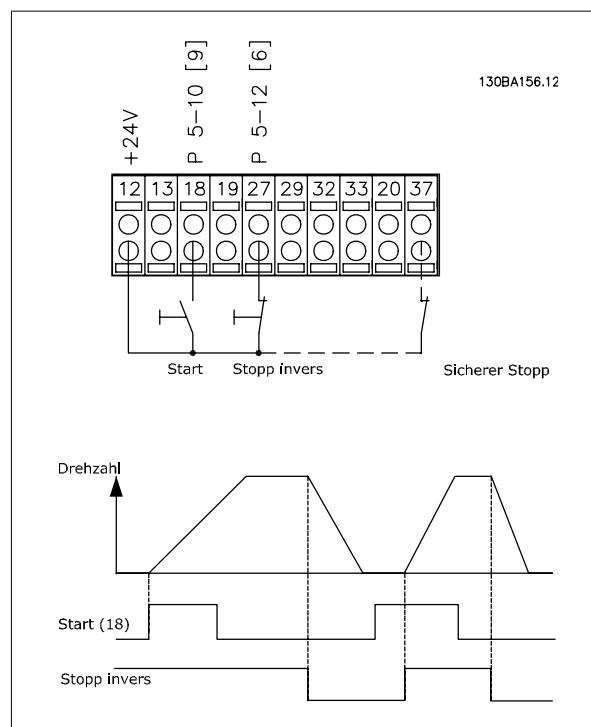 130BA156.12
+24V
P 5-10 [9]
P 5-12 [6]
12 13 18 19 27 29 32 33 20 37
Start
Stopp invers
Sicherer Stopp
Drehzahl
Start (18)
Stopp invers